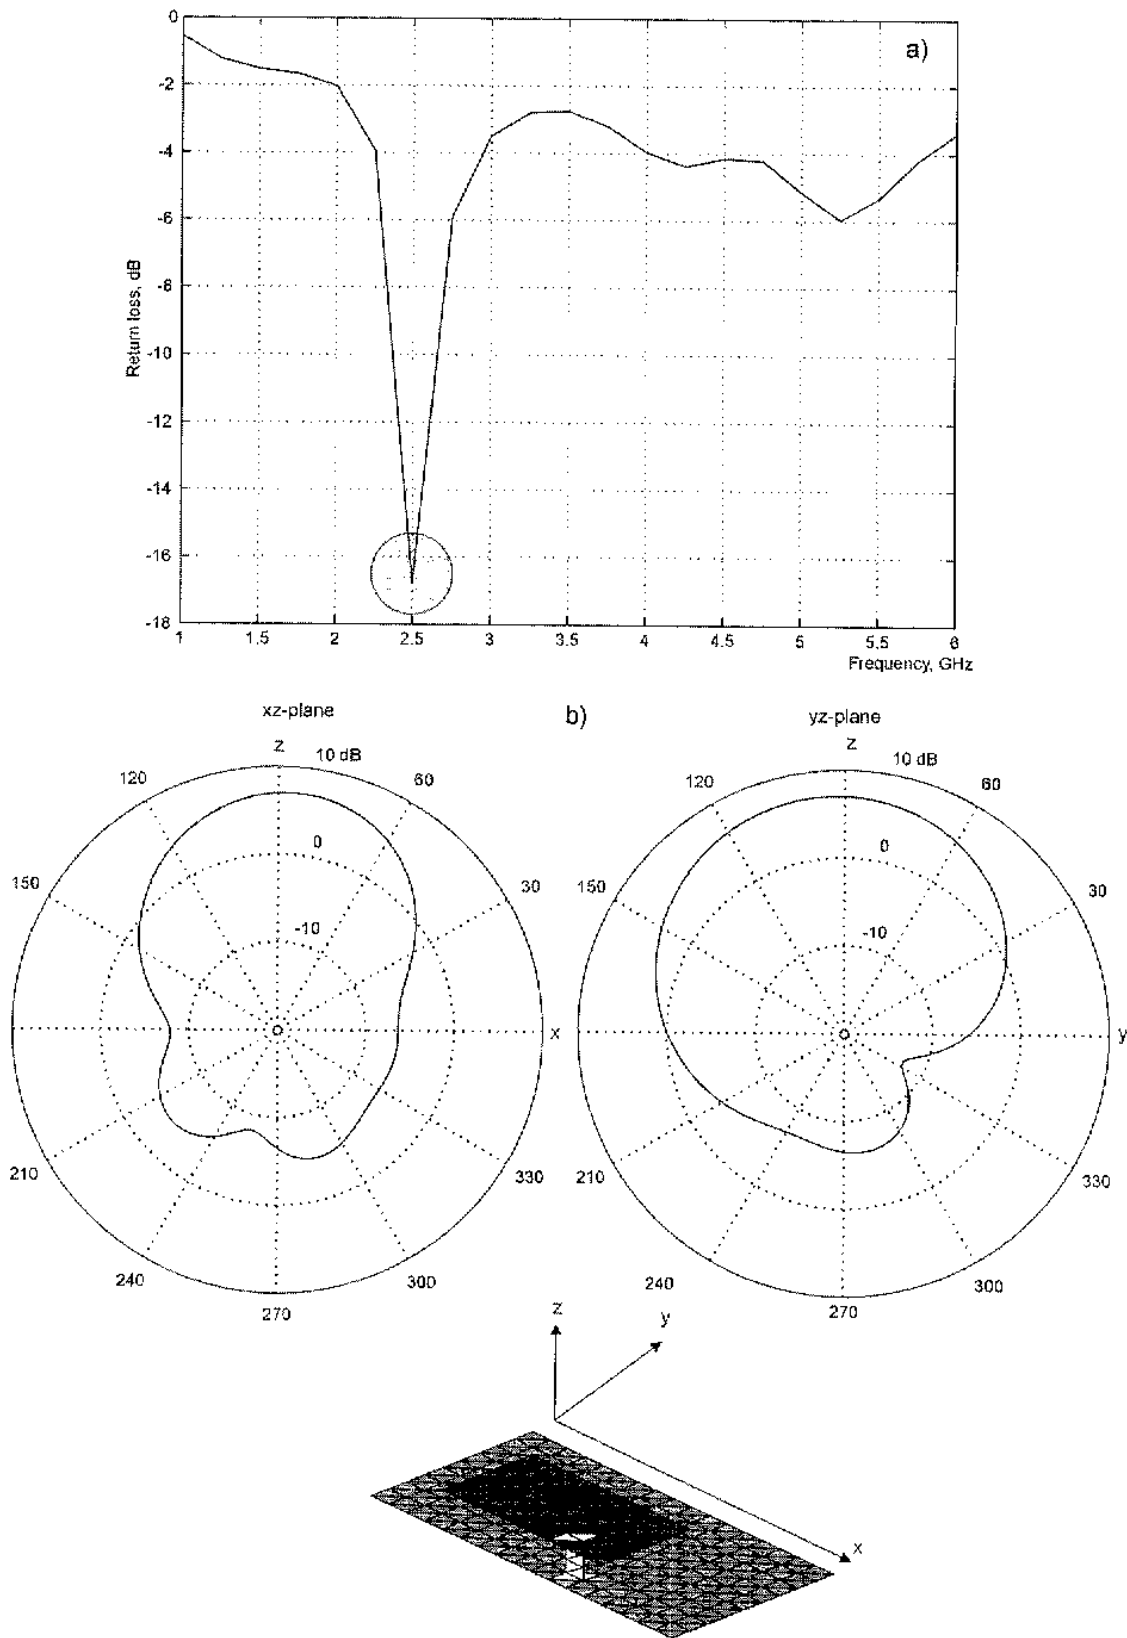 a)
0
-2
-4
-6
-8
-10
-12
-14
-16
-18
Return loss, dB
1 1.5 2 2.5 3 3.5 4 4.5 5 5.5 6
Frequency, GHz
b)
xz-plane
z
10 dB
120 60
0
150 30
-10
x
210 330
240 300
270
yz-plane
z
10 dB
120 60
0
150 30
-10
y
210 330
240 300
270
z
y
x